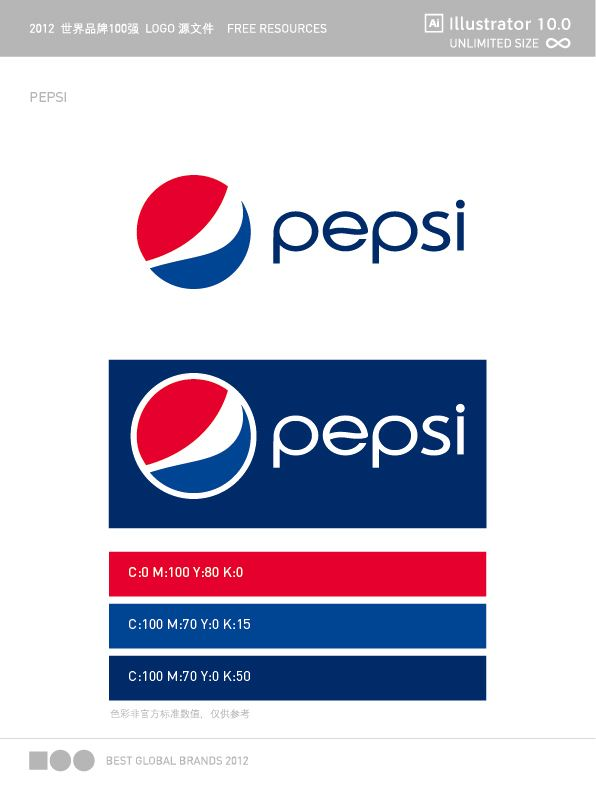 2012 世界品牌100强 LOGO 源文件 FREE RESOURCES
Ai Illustrator 10.0
UNLIMITED SIZE
PEPSI
pepsi
pepsi
C:0 M:100 Y:80 K:0
C:100 M:70 Y:0 K:15
C:100 M:70 Y:0 K:50
色彩非官方标准数值，仅供参考
BEST GLOBAL BRANDS 2012